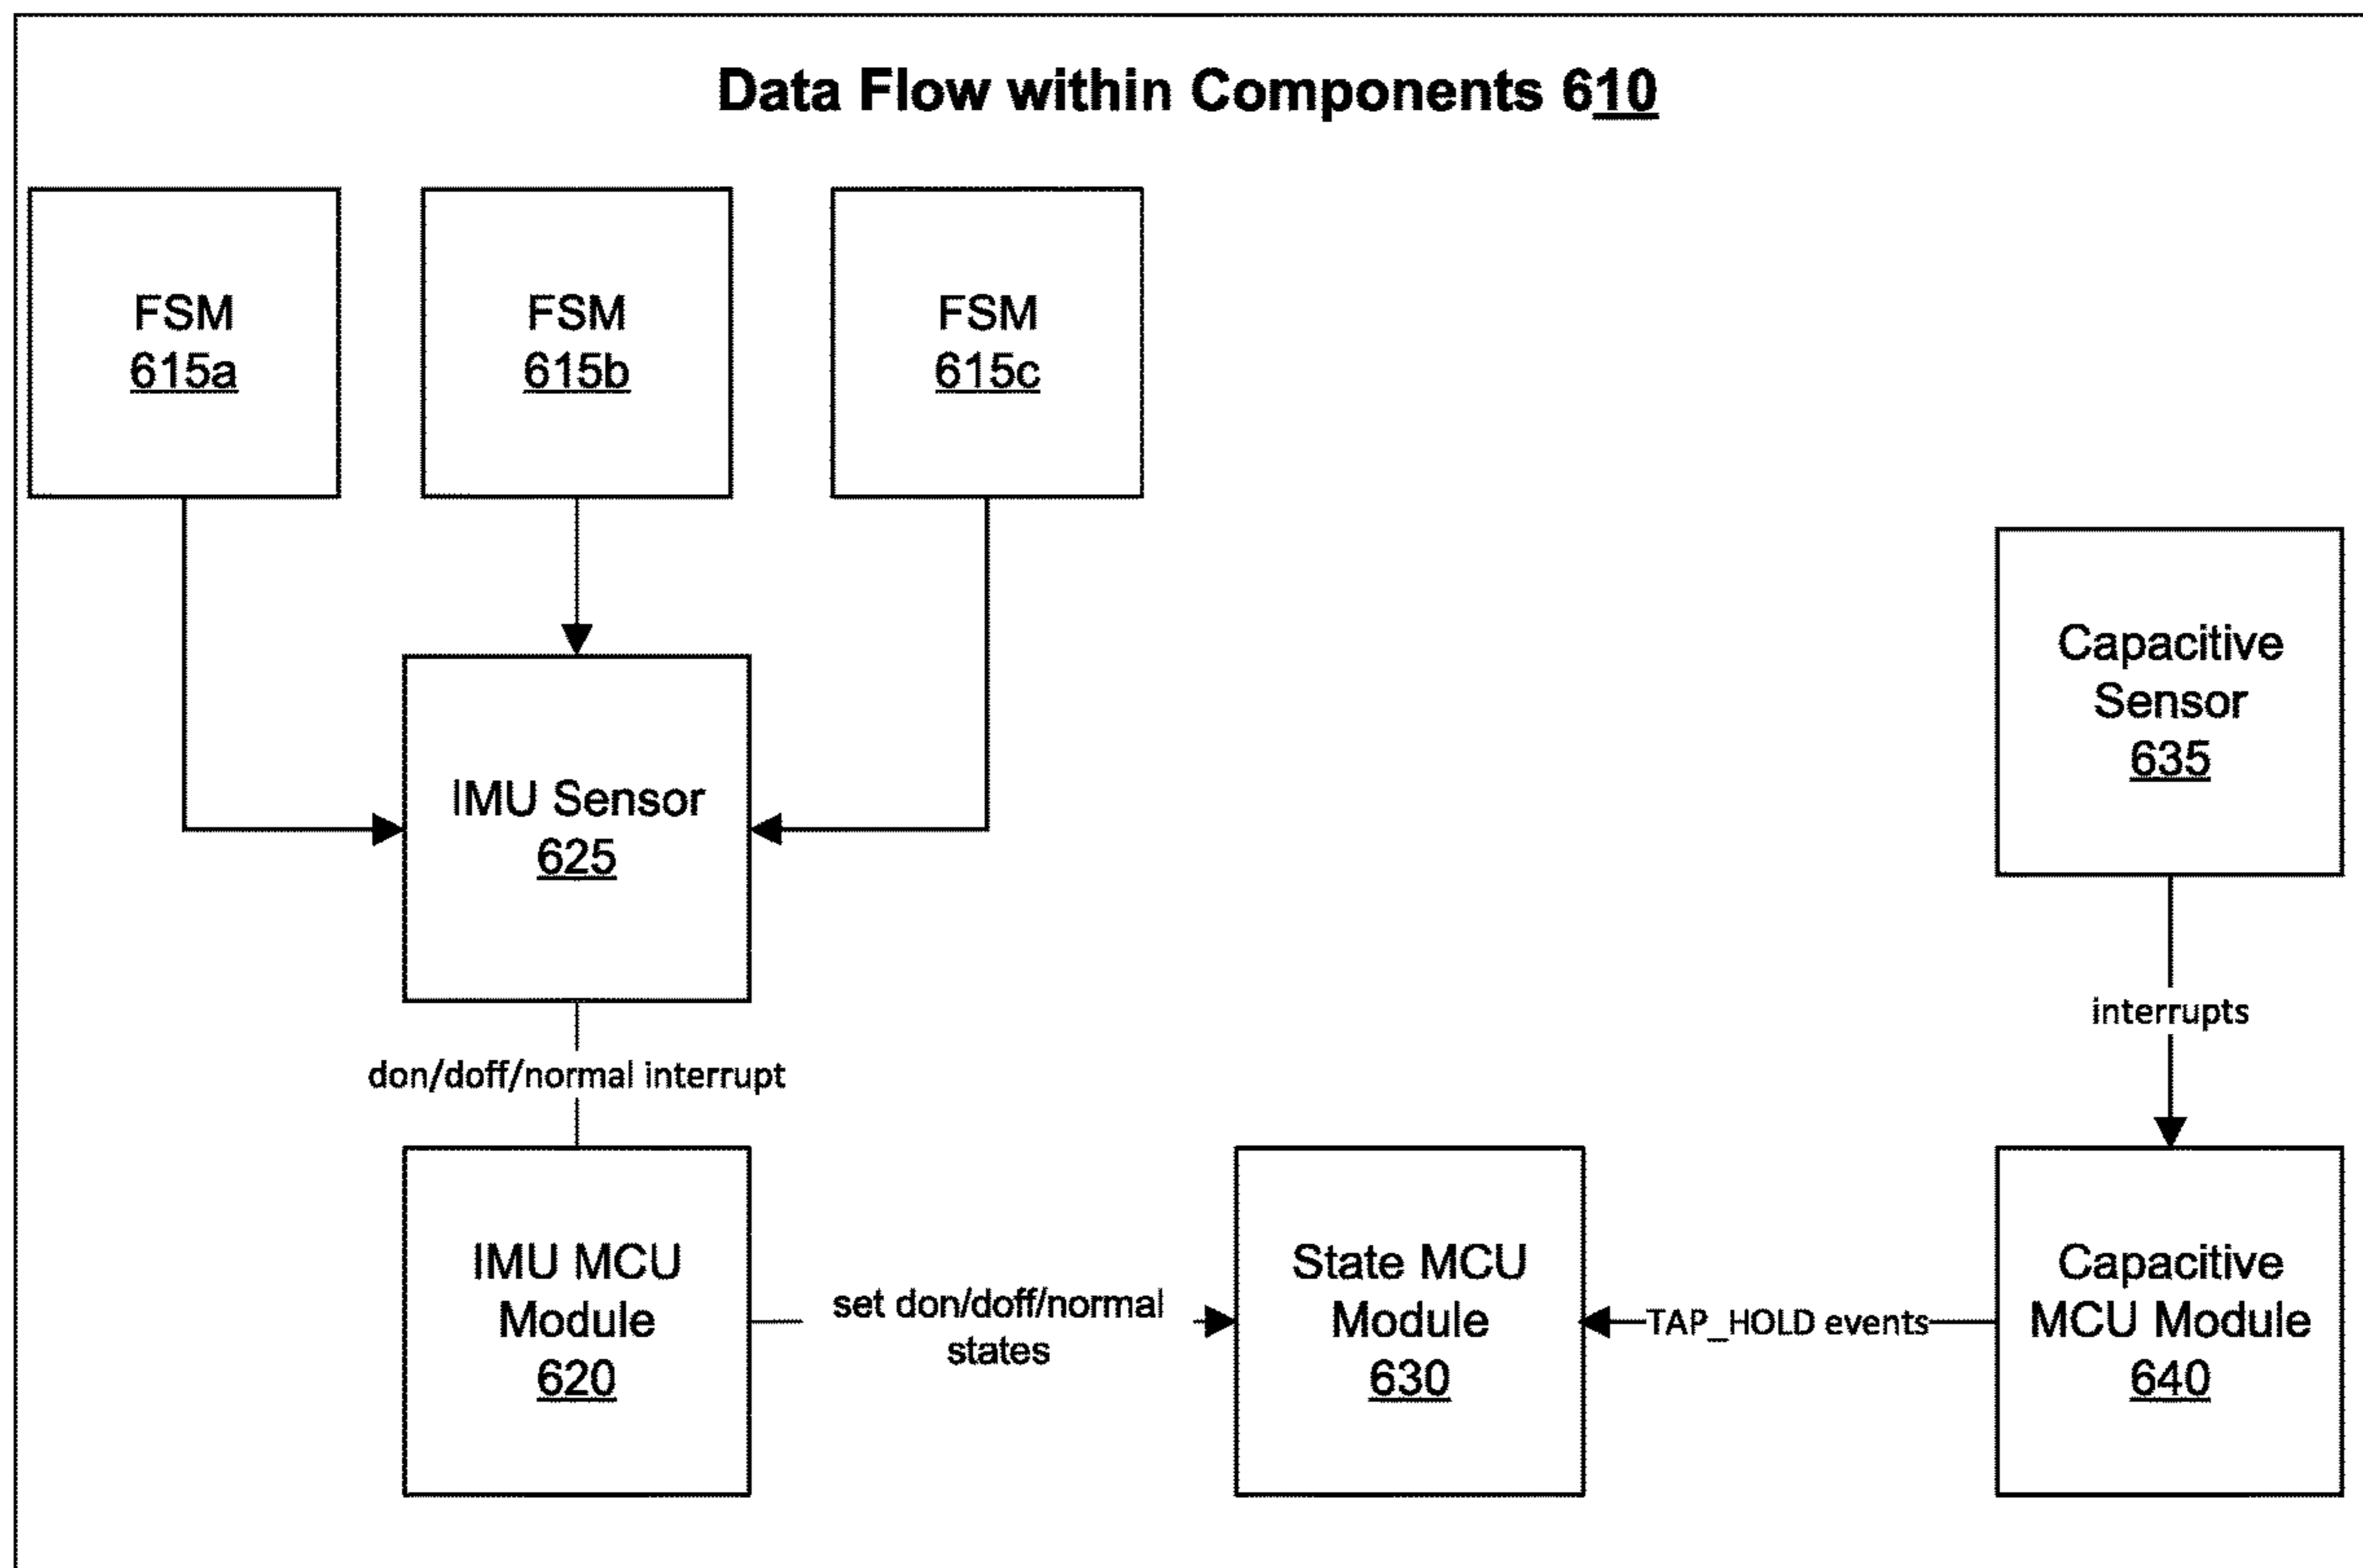 Data Flow within Components 610
FSM
615a
FSM
615b
FSM
615c
Capacitive
Sensor
635
IMU Sensor
625
interrupts
don/doff/normal interrupt
IMU MCU
Module
620
set don/doff/normal
states
State MCU
Module
630
TAP_HOLD events
Capacitive
MCU Module
640